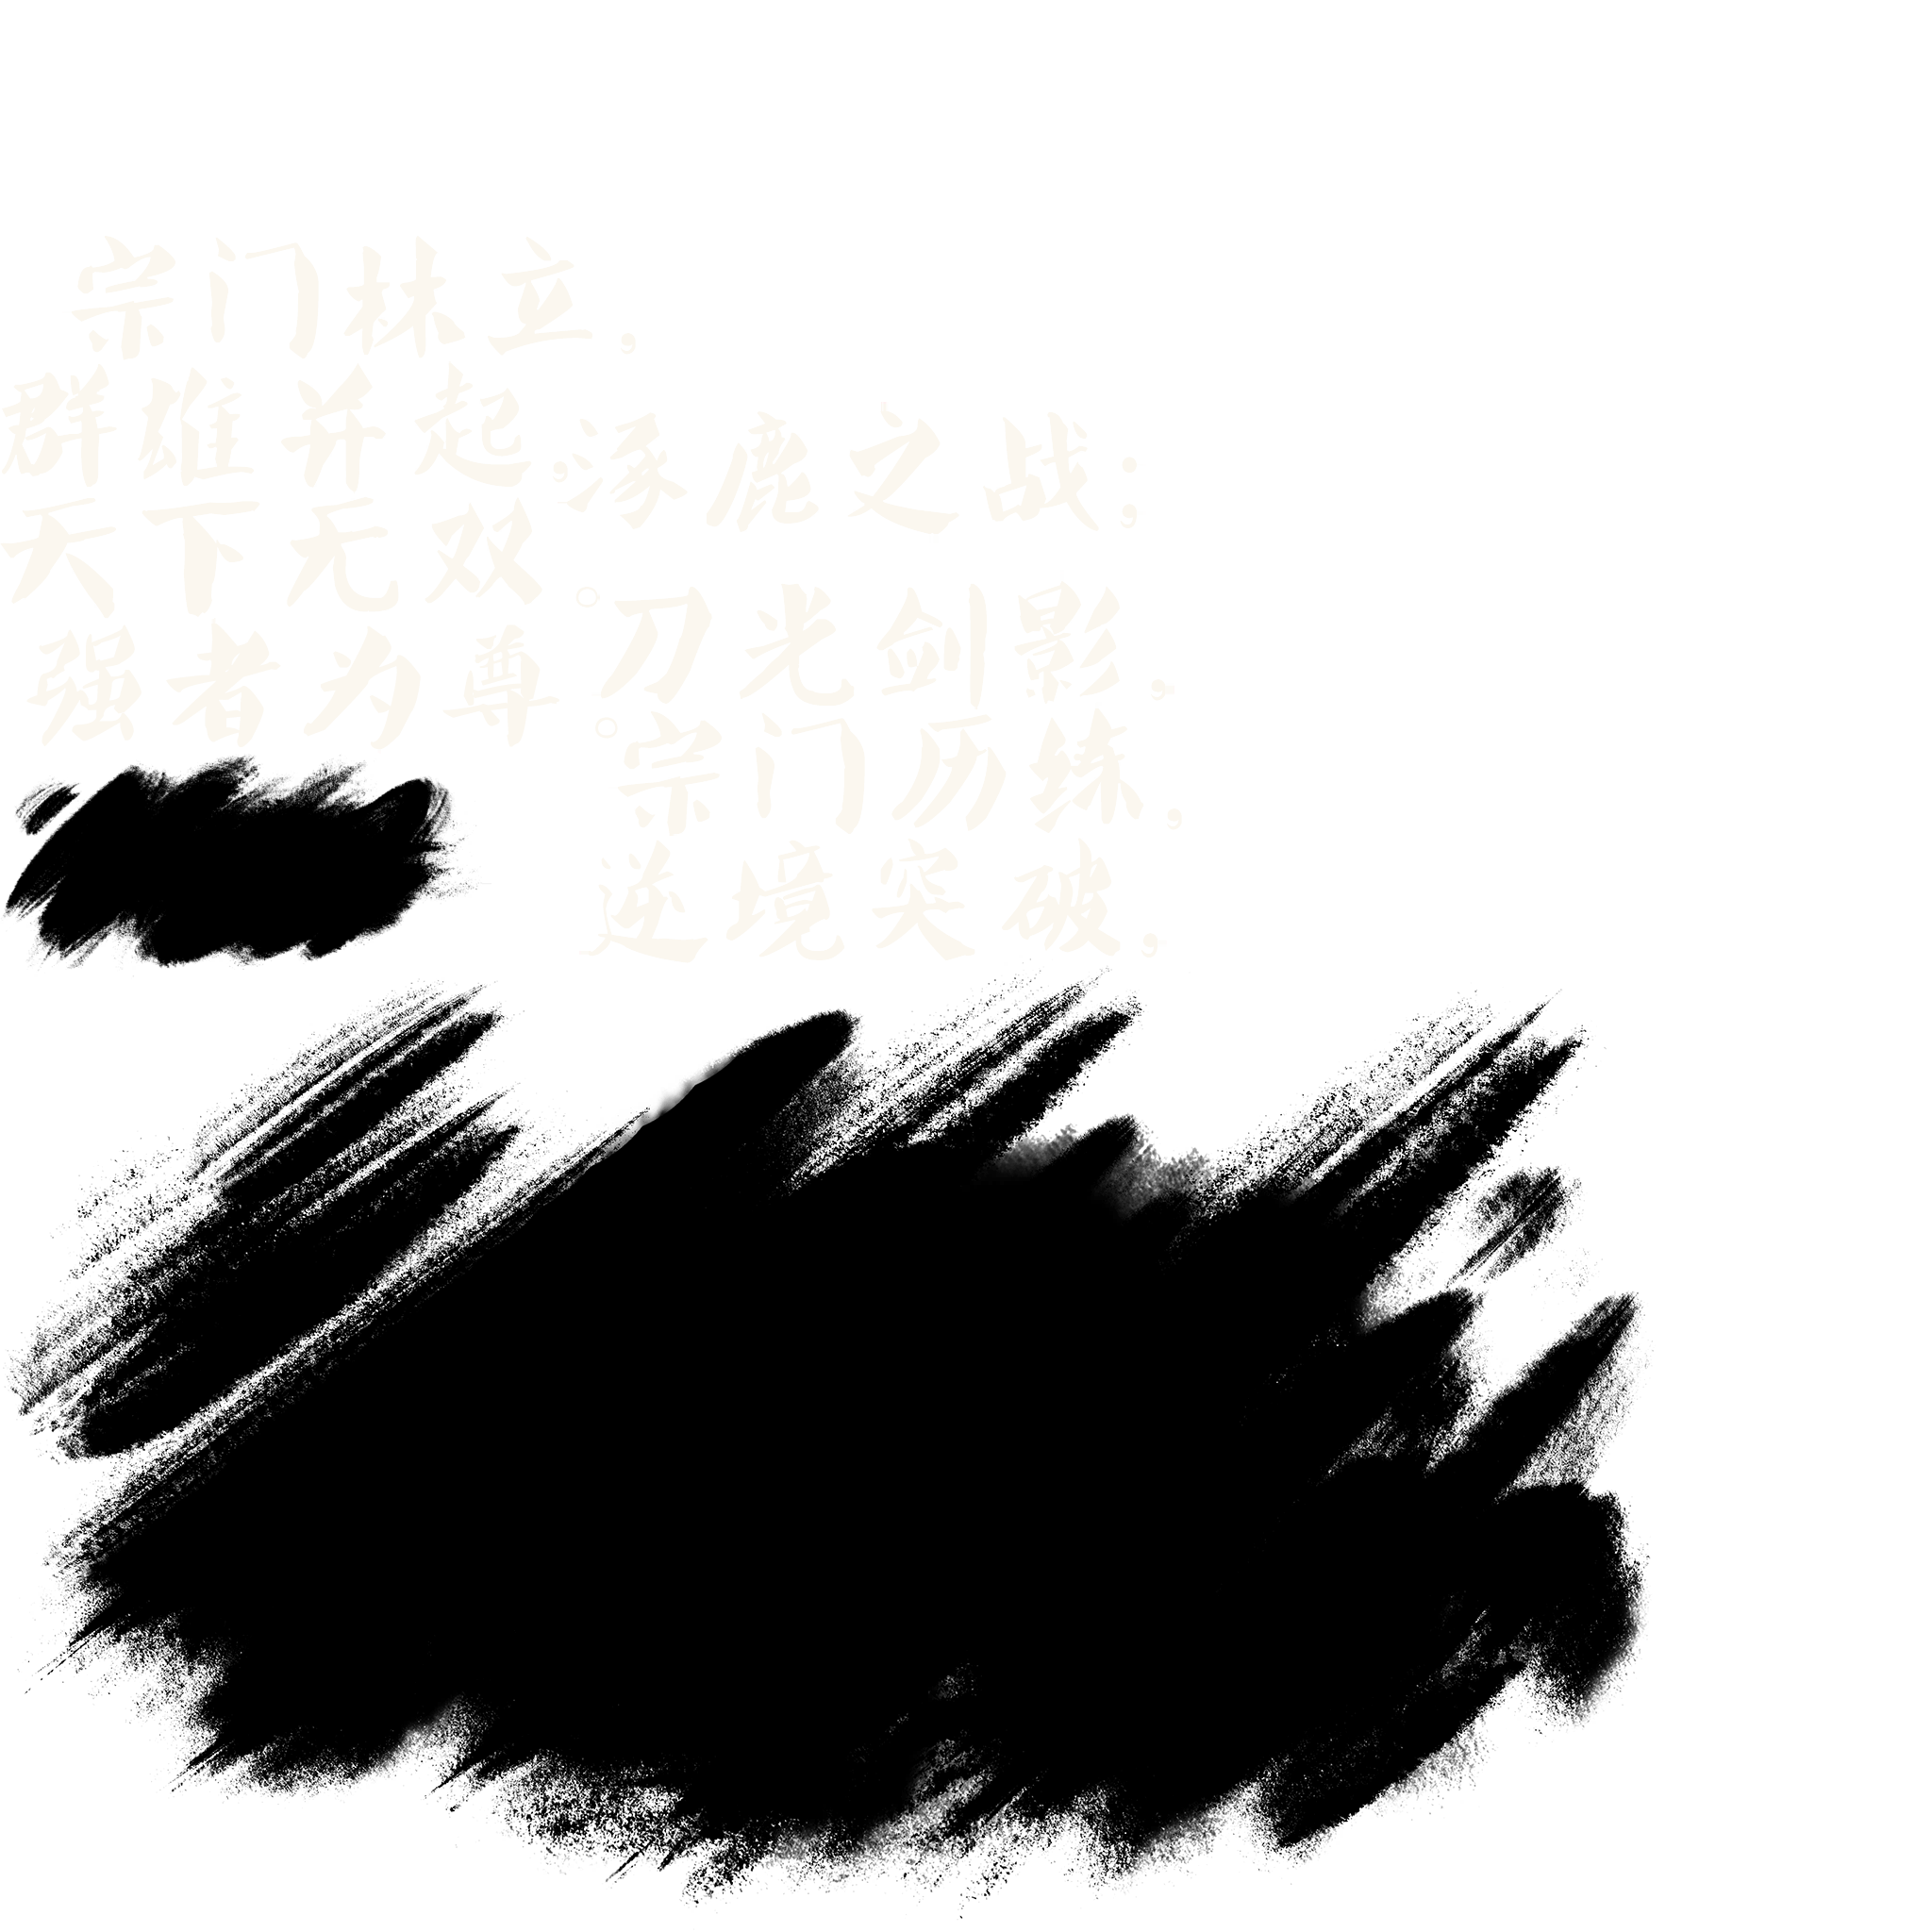 宗门林立，
群雄并起，
天下无双。
强者为尊。
涿鹿之战；
刀光剑影，
宗门历练，
逆境突破，